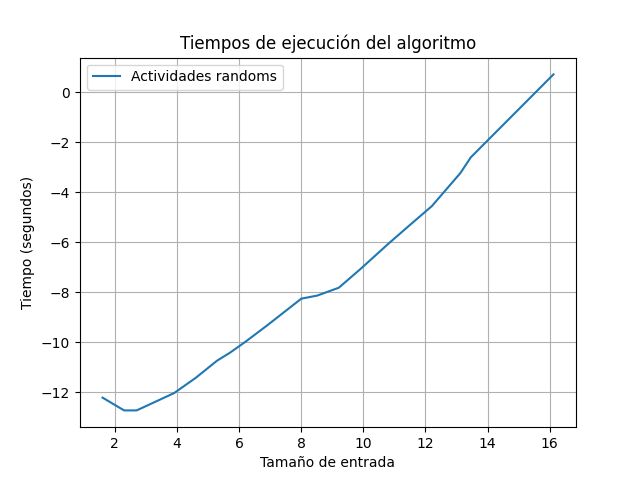 Tiempos de ejecución del algoritmo
Actividades randoms
0
−2
−4
−6
−8
−10
−12
Tiempo (segundos)
2 4 6 8 10 12 14 16
Tamaño de entrada